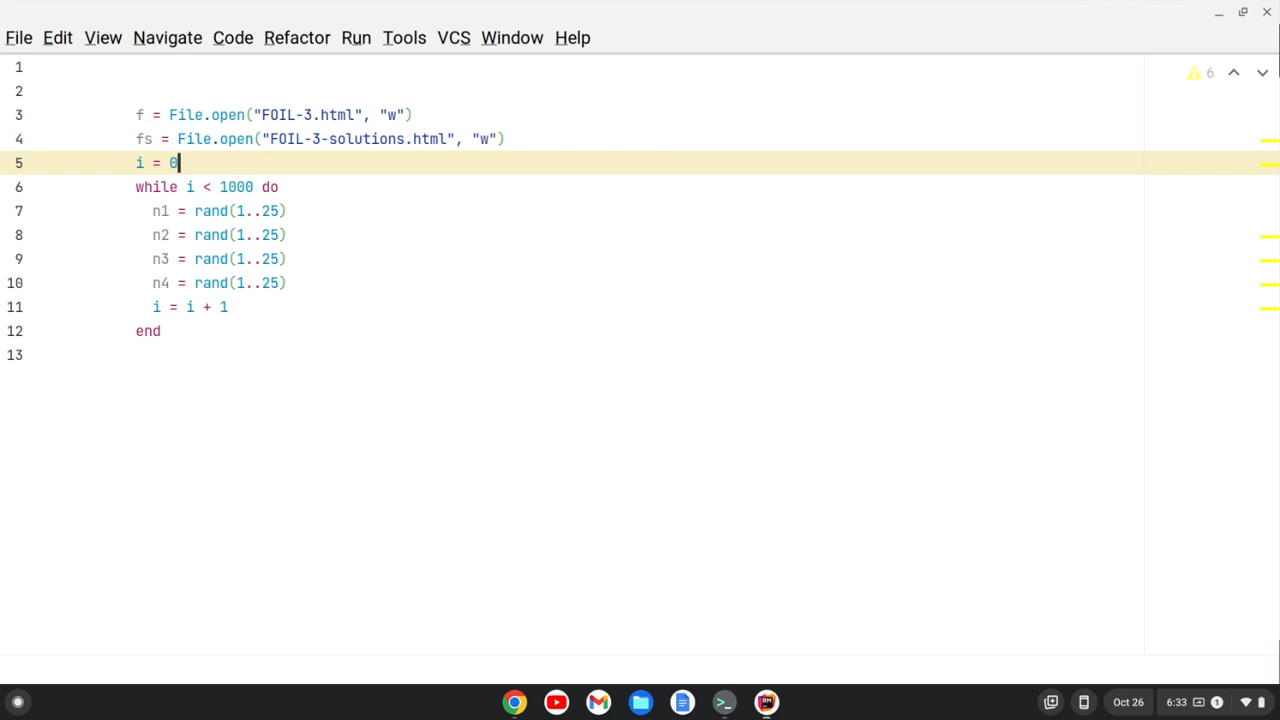 File Edit View Navigate Code Refactor Run Tools VCS Window Help
6
1
2
3 f = File.open("FOIL-3.html", "w")
4 fs = File.open("FOIL-3-solutions.html", "w")
5 i = 0
6 while i < 1000 do
7 n1 = rand(1..25)
8 n2 = rand(1..25)
9 n3 = rand(1..25)
10 n4 = rand(1..25)
11 i = i + 1
12 end
13
>_ RM Oct 26 6:33 1